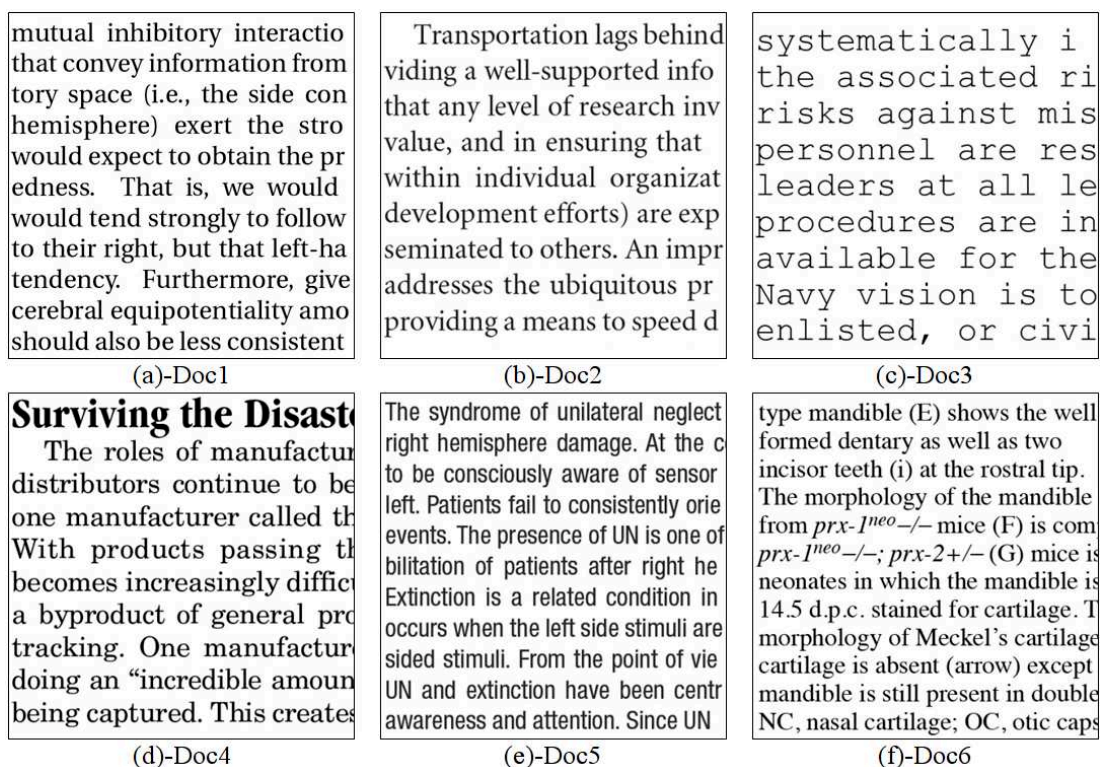 mutual inhibitory interactio
that convey information from
tory space (i.e., the side con
hemisphere) exert the stro
would expect to obtain the pr
edness. That is, we would
would tend strongly to follow
to their right, but that left-ha
tendency. Furthermore, give
cerebral equipotentiality amo
should also be less consistent
(a)-Doc1
Transportation lags behind
viding a well-supported info
that any level of research inv
value, and in ensuring that
within individual organizat
development efforts) are exp
seminated to others. An impr
addresses the ubiquitous pr
providing a means to speed d
(b)-Doc2
systematically i
the associated ri
risks against mis
personnel are res
leaders at all le
procedures are in
available for the
Navy vision is to
enlisted, or civi
(c)-Doc3
Surviving the Disaste
The roles of manufactur
distributors continue to be
one manufacturer called th
With products passing th
becomes increasingly difficu
a byproduct of general pro
tracking. One manufacture
doing an “incredible amoun
being captured. This creates
(d)-Doc4
The syndrome of unilateral neglect
right hemisphere damage. At the c
to be consciously aware of sensor
left. Patients fail to consistently orie
events. The presence of UN is one of
bilitation of patients after right he
Extinction is a related condition in
occurs when the left side stimuli are
sided stimuli. From the point of vie
UN and extinction have been centr
awareness and attention. Since UN
(e)-Doc5
type mandible (E) shows the well
formed dentary as well as two
incisor teeth (i) at the rostral tip.
The morphology of the mandible
from prx-1neo–/– mice (F) is com
prx-1neo–/–; prx-2+/– (G) mice is
neonates in which the mandible is
14.5 d.p.c. stained for cartilage. T
morphology of Meckel’s cartilage
cartilage is absent (arrow) except
mandible is still present in double
NC, nasal cartilage; OC, otic caps
(f)-Doc6